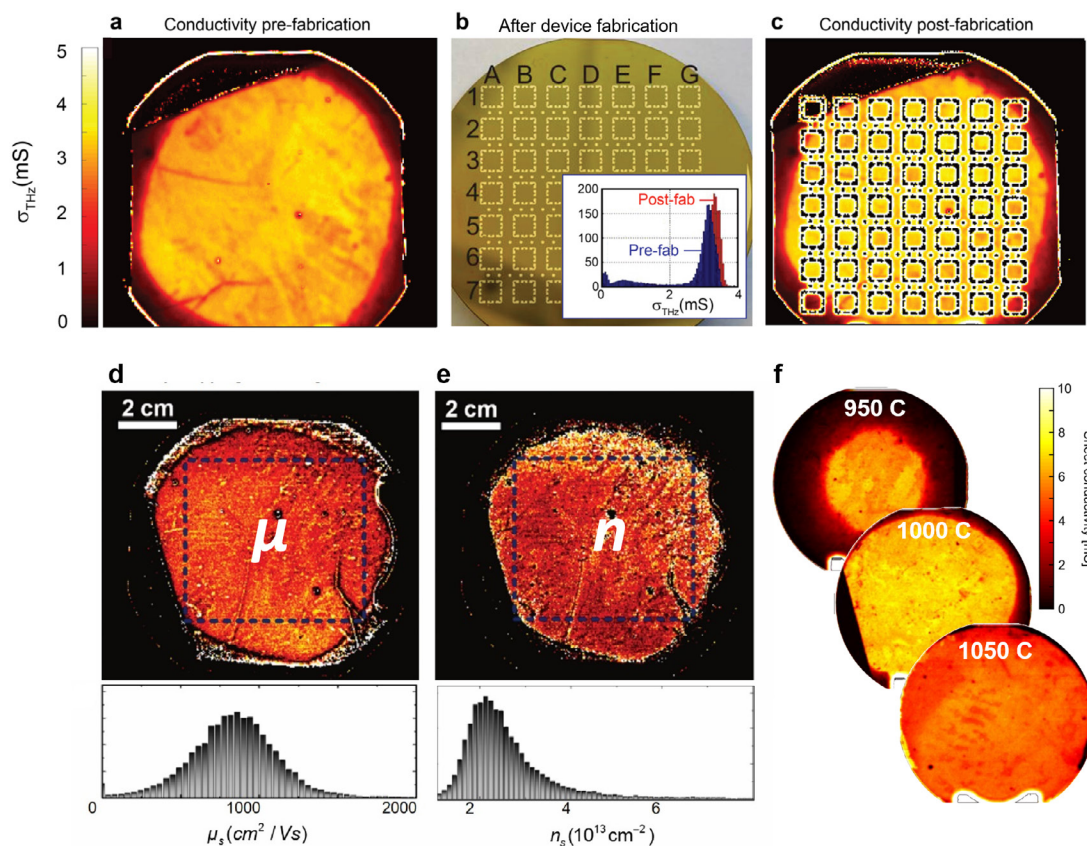 a Conductivity pre-fabrication
5
4
3
2
1
0
σTHz(mS)
b After device fabrication
A B C D E F G
1
2
3
4
5
6
7
200
150
100
50
0
Post-fab
Pre-fab
0 2 4
σTHz(mS)
c Conductivity post-fabrication
d
2 cm
μ
0 1000 2000
μs(cm² / Vs)
e
2 cm
n
2 4 6
ns(10¹³cm⁻²)
f
950 C
1000 C
1050 C
10
8
6
4
2
0